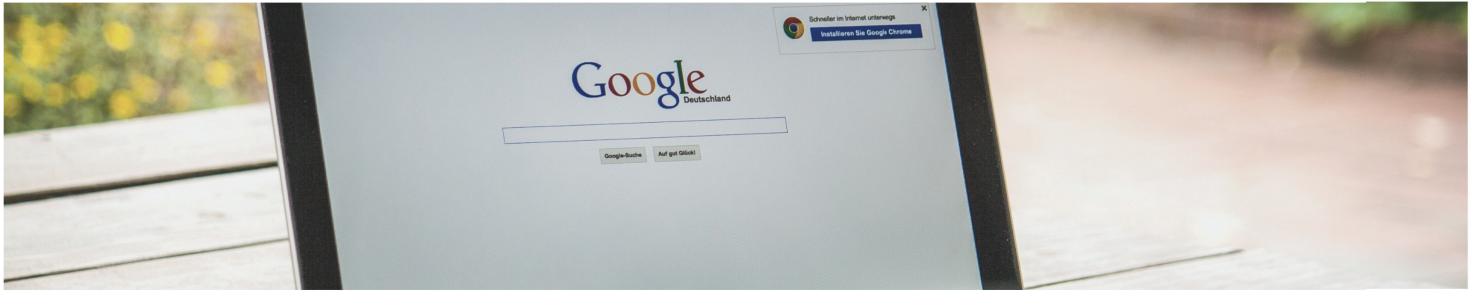 Schneller im Internet unterwegs
×
Installieren Sie Google Chrome
Google
Deutschland
Google-Suche
Auf gut Glück!